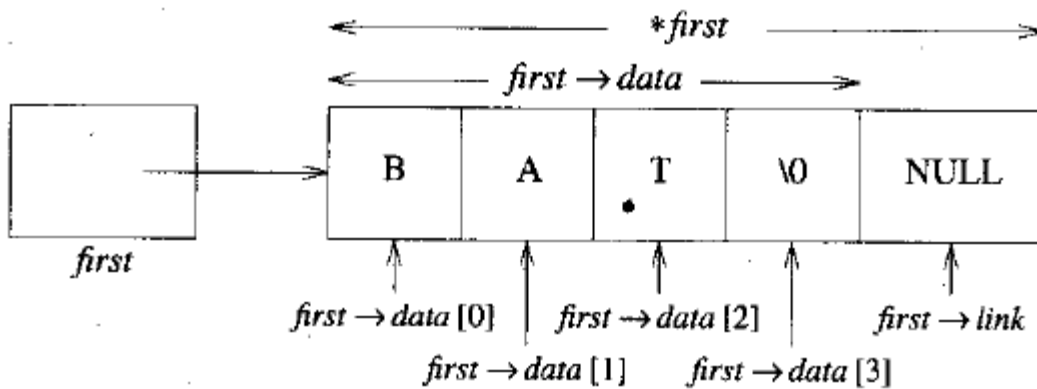 *first
first → data
B A T \0 NULL
first
first → data [0] first → data [2] first → link
first → data [1] first → data [3]